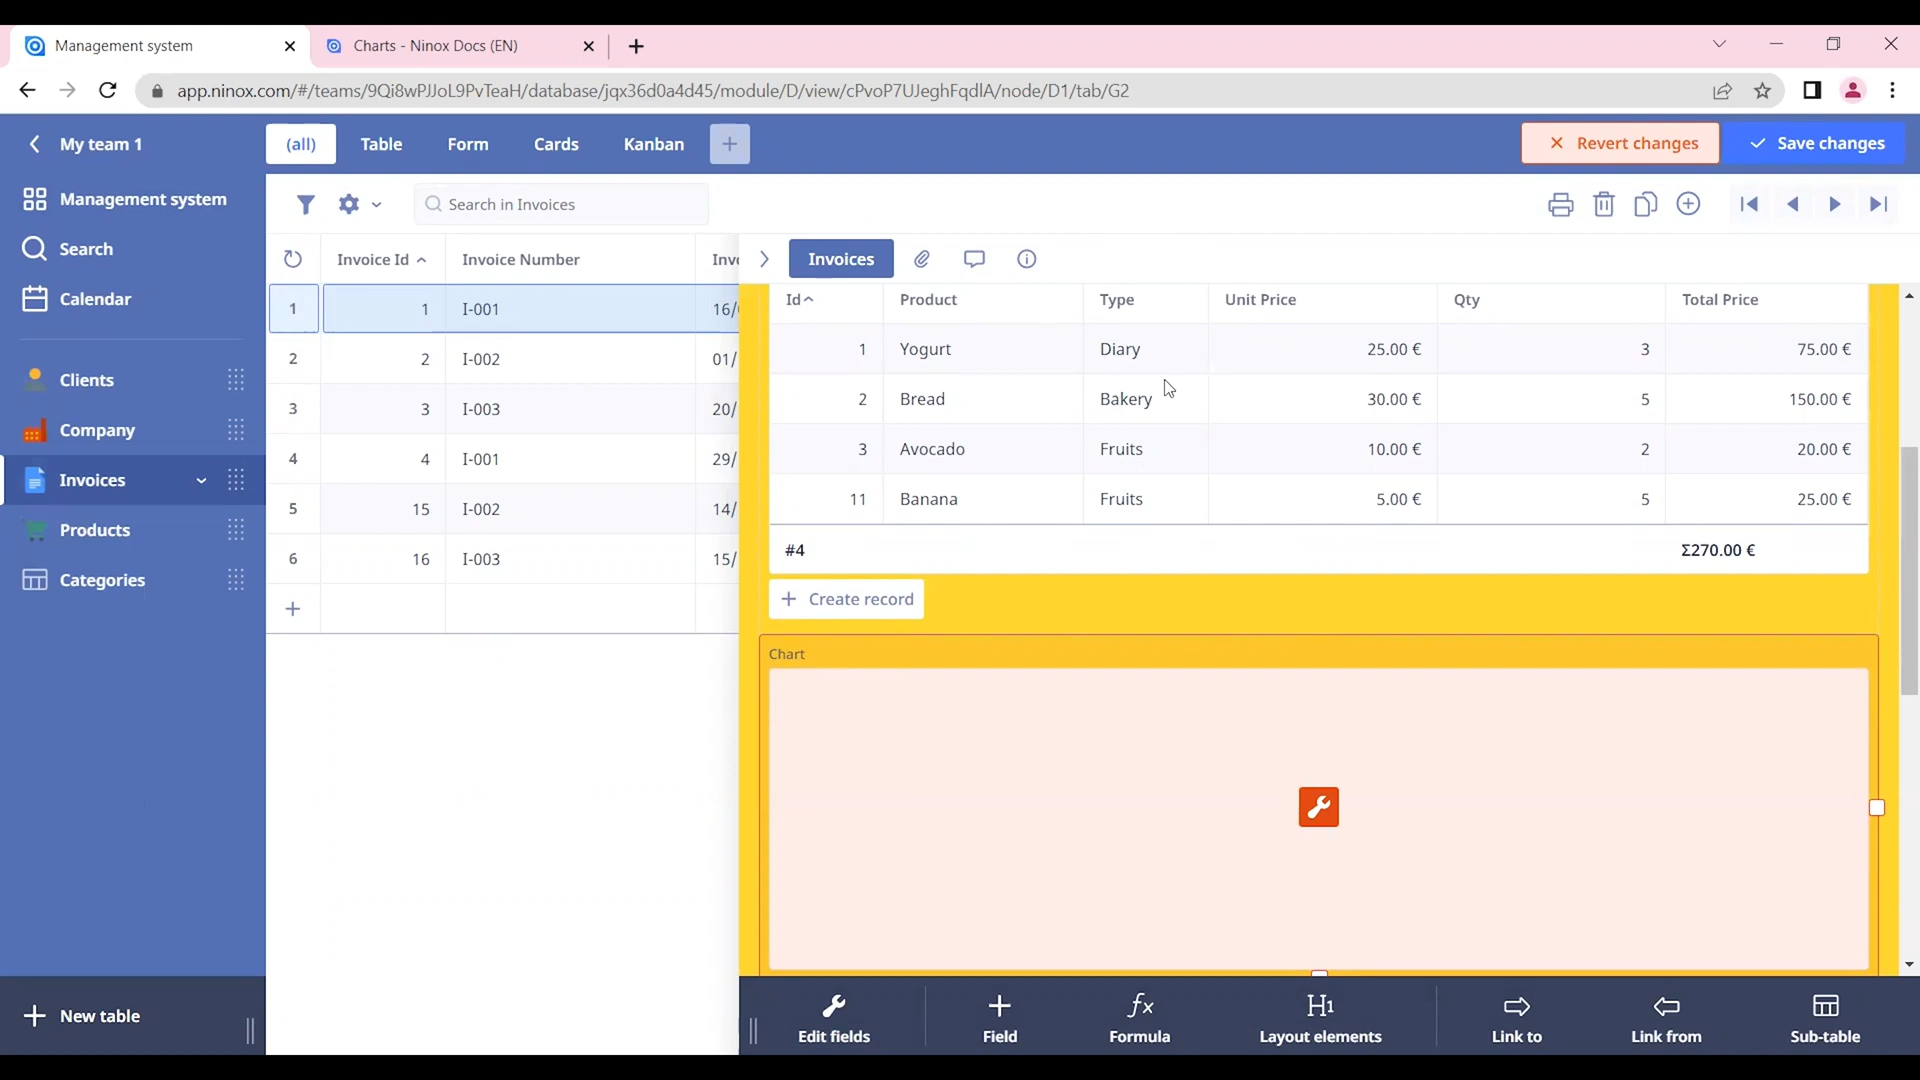 Management system
Charts - Ninox Docs (EN)
app.ninox.com/#/teams/9Qi8wPJJoL9PvTeaH/database/jqx36d0a4d45/module/D/view/cPvoP7UJeghFqdlA/node/D1/tab/G2
My team 1
(all) Table Form Cards Kanban +
Revert changes Save changes
Management system
Search
Calendar
Clients
Company
Invoices
Products
Categories
New table
Search in Invoices
Invoice Id Invoice Number Invo
1 1 I-001 16/
2 2 I-002 01/
3 3 I-003 20/
4 4 I-001 29/
5 15 I-002 14/
6 16 I-003 15/
+
Invoices
Id Product Type Unit Price Qty Total Price
1 Yogurt Diary 25.00 € 3 75.00 €
2 Bread Bakery 30.00 € 5 150.00 €
3 Avocado Fruits 10.00 € 2 20.00 €
11 Banana Fruits 5.00 € 5 25.00 €
#4 Σ270.00 €
+ Create record
Chart
Edit fields
Field
fx
Formula
H1
Layout elements
Link to
Link from
Sub-table